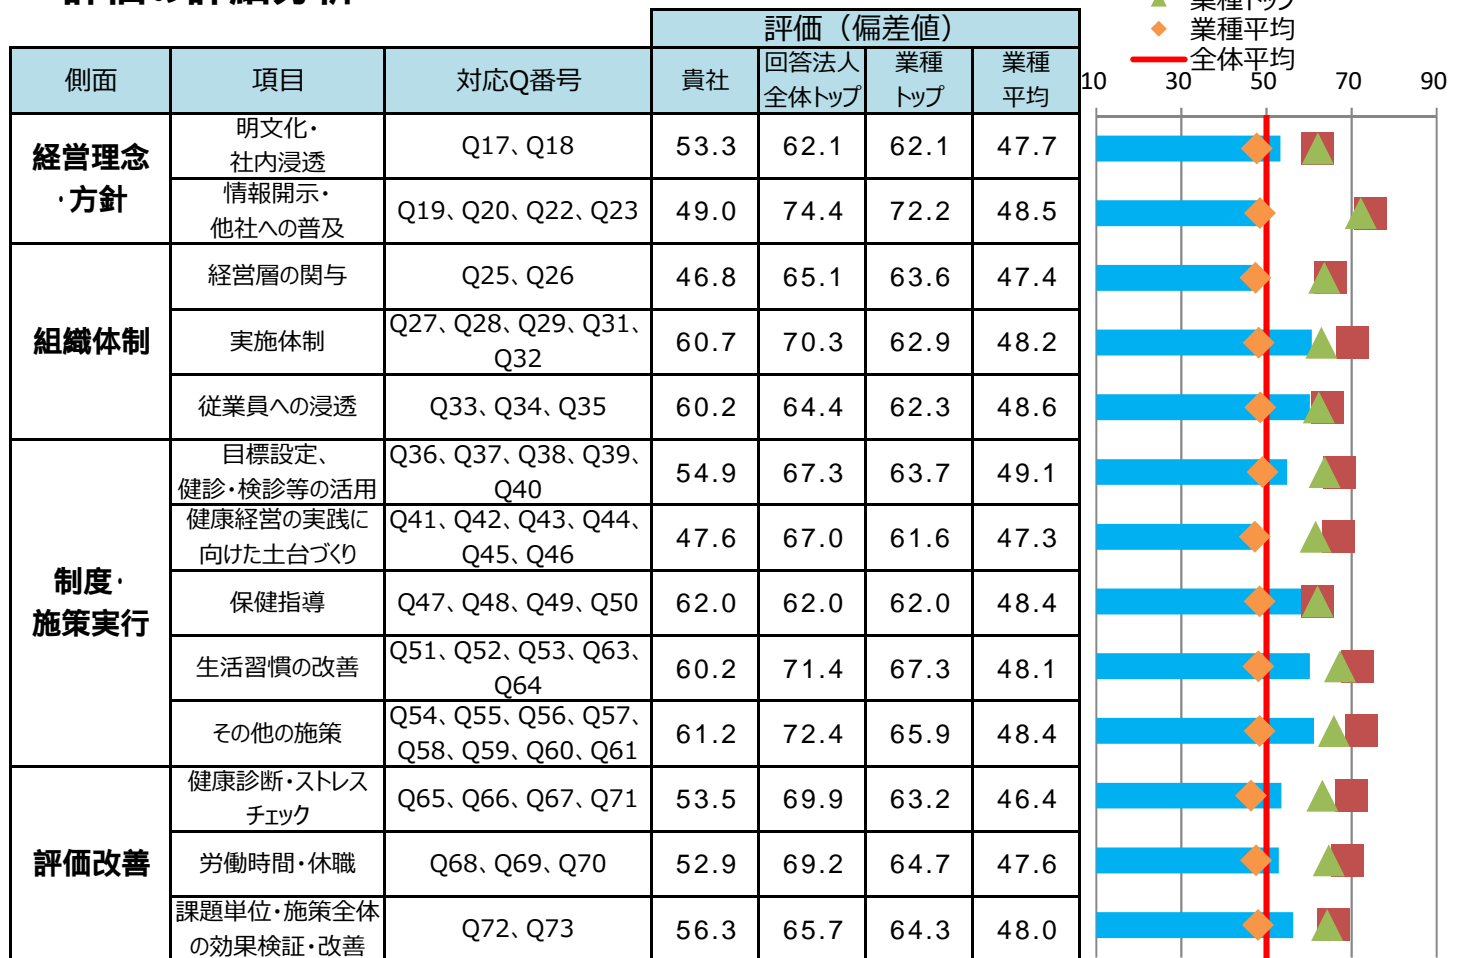 評価の詳細分析
業種トップ
業種平均
全体平均
評価（偏差値）
側面 項目 対応Q番号 貴社 回答法人 業種 業種
全体トップ トップ 平均
10 30 50 70 90
経営理念
・方針
明文化・
社内浸透
Q17、Q18 53.3 62.1 62.1 47.7
情報開示・
他社への普及
Q19、Q20、Q22、Q23 49.0 74.4 72.2 48.5
組織体制
経営層の関与 Q25、Q26 46.8 65.1 63.6 47.4
実施体制
Q27、Q28、Q29、Q31、
Q32
60.7 70.3 62.9 48.2
従業員への浸透 Q33、Q34、Q35 60.2 64.4 62.3 48.6
制度・
施策実行
目標設定、
健診・検診等の活用
Q36、Q37、Q38、Q39、
Q40
54.9 67.3 63.7 49.1
健康経営の実践に
向けた土台づくり
Q41、Q42、Q43、Q44、
Q45、Q46
47.6 67.0 61.6 47.3
保健指導 Q47、Q48、Q49、Q50 62.0 62.0 62.0 48.4
生活習慣の改善
Q51、Q52、Q53、Q63、
Q64
60.2 71.4 67.3 48.1
その他の施策
Q54、Q55、Q56、Q57、
Q58、Q59、Q60、Q61
61.2 72.4 65.9 48.4
評価改善
健康診断・ストレス
チェック
Q65、Q66、Q67、Q71 53.5 69.9 63.2 46.4
労働時間・休職 Q68、Q69、Q70 52.9 69.2 64.7 47.6
課題単位・施策全体
の効果検証・改善
Q72、Q73 56.3 65.7 64.3 48.0